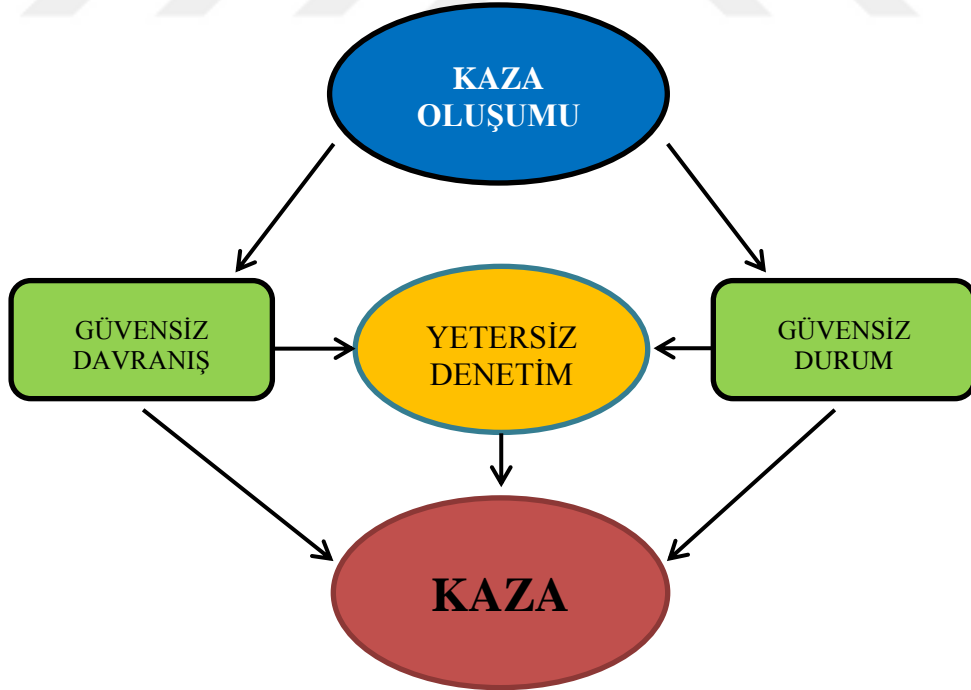 KAZA
OLUŞUMU
GÜVENSİZ
DAVRANIŞ
YETERSİZ
DENETİM
GÜVENSİZ
DURUM
KAZA